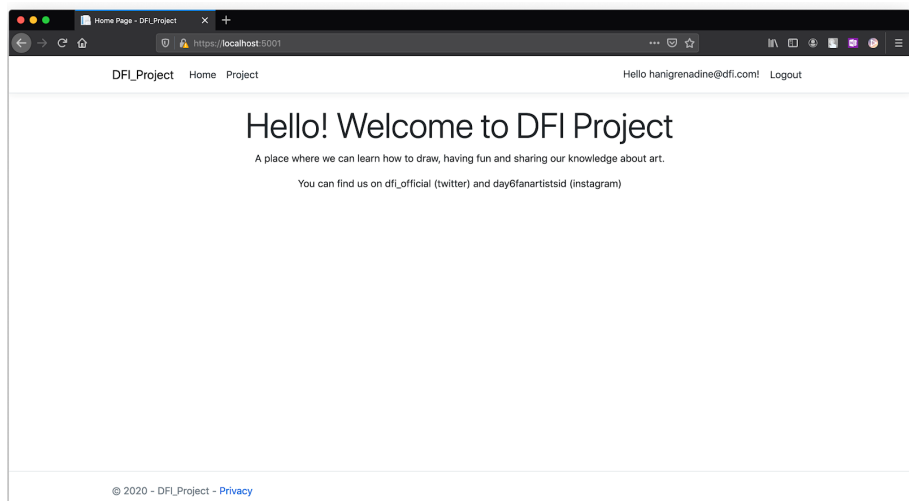 Home Page - DFI_Project
https://localhost:5001
DFI_Project Home Project Hello hanigrenadine@dfi.com! Logout
Hello! Welcome to DFI Project
A place where we can learn how to draw, having fun and sharing our knowledge about art.
You can find us on dfi_official (twitter) and day6fanartistsid (instagram)
© 2020 - DFI_Project - Privacy